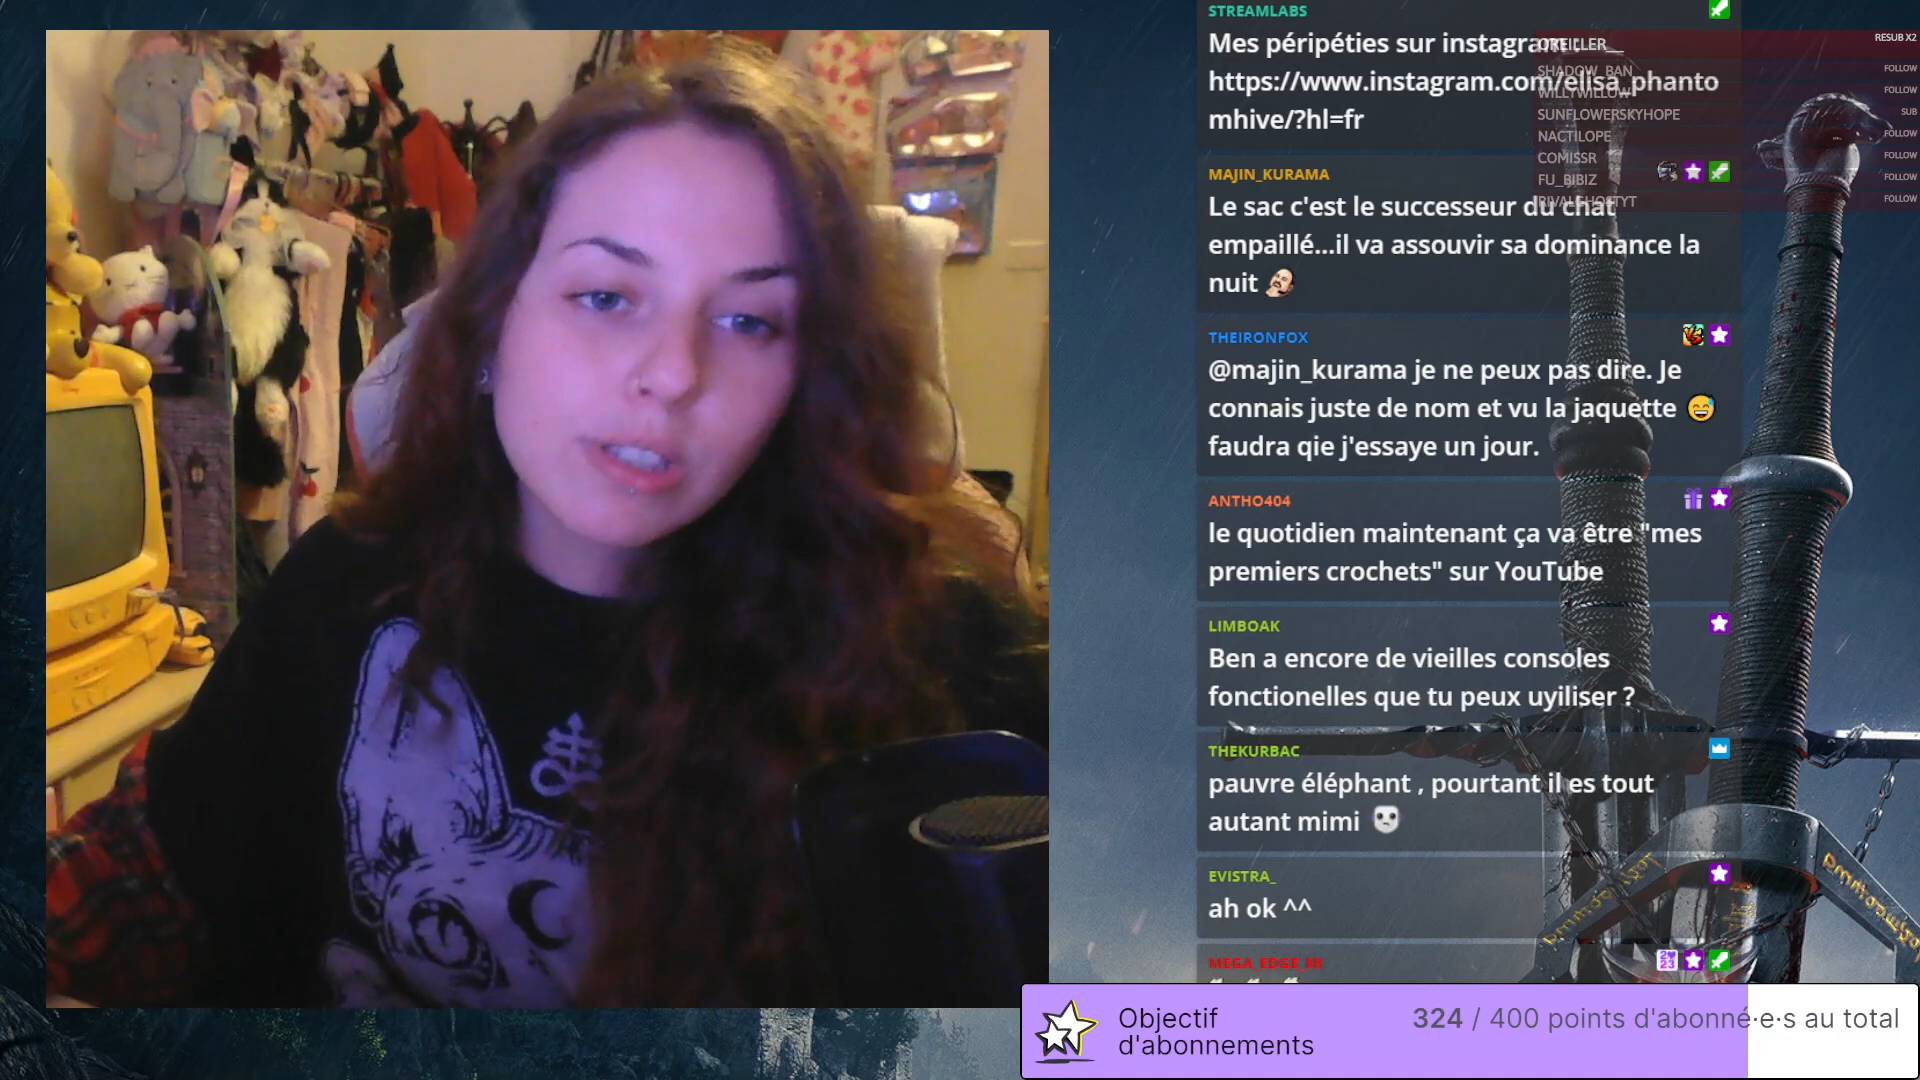 STREAMLABS
Mes péripéties sur instagram :
https://www.instagram.com/elisa_phanto
mhive/?hl=fr
OREILLER__ RESUB X2
SHADOW_BAN FOLLOW
WILLYWILLOW FOLLOW
SUNFLOWERSKYHOPE SUB
NACTILOPE FOLLOW
COMISSR FOLLOW
FU_BIBIZ FOLLOW
RIVALGHOSTYT FOLLOW
MAJIN_KURAMA
Le sac c'est le successeur du chat
empaillé...il va assouvir sa dominance la
nuit
THEIRONFOX
@majin_kurama je ne peux pas dire. Je
connais juste de nom et vu la jaquette 😅
faudra qie j'essaye un jour.
ANTHO404
le quotidien maintenant ça va être "mes
premiers crochets" sur YouTube
LIMBOAK
Ben a encore de vieilles consoles
fonctionelles que tu peux uyiliser ?
THEKURBAC
pauvre éléphant , pourtant il es tout
autant mimi
EVISTRA_
ah ok ^^
Objectif
d'abonnements
324 / 400 points d'abonné·e·s au total